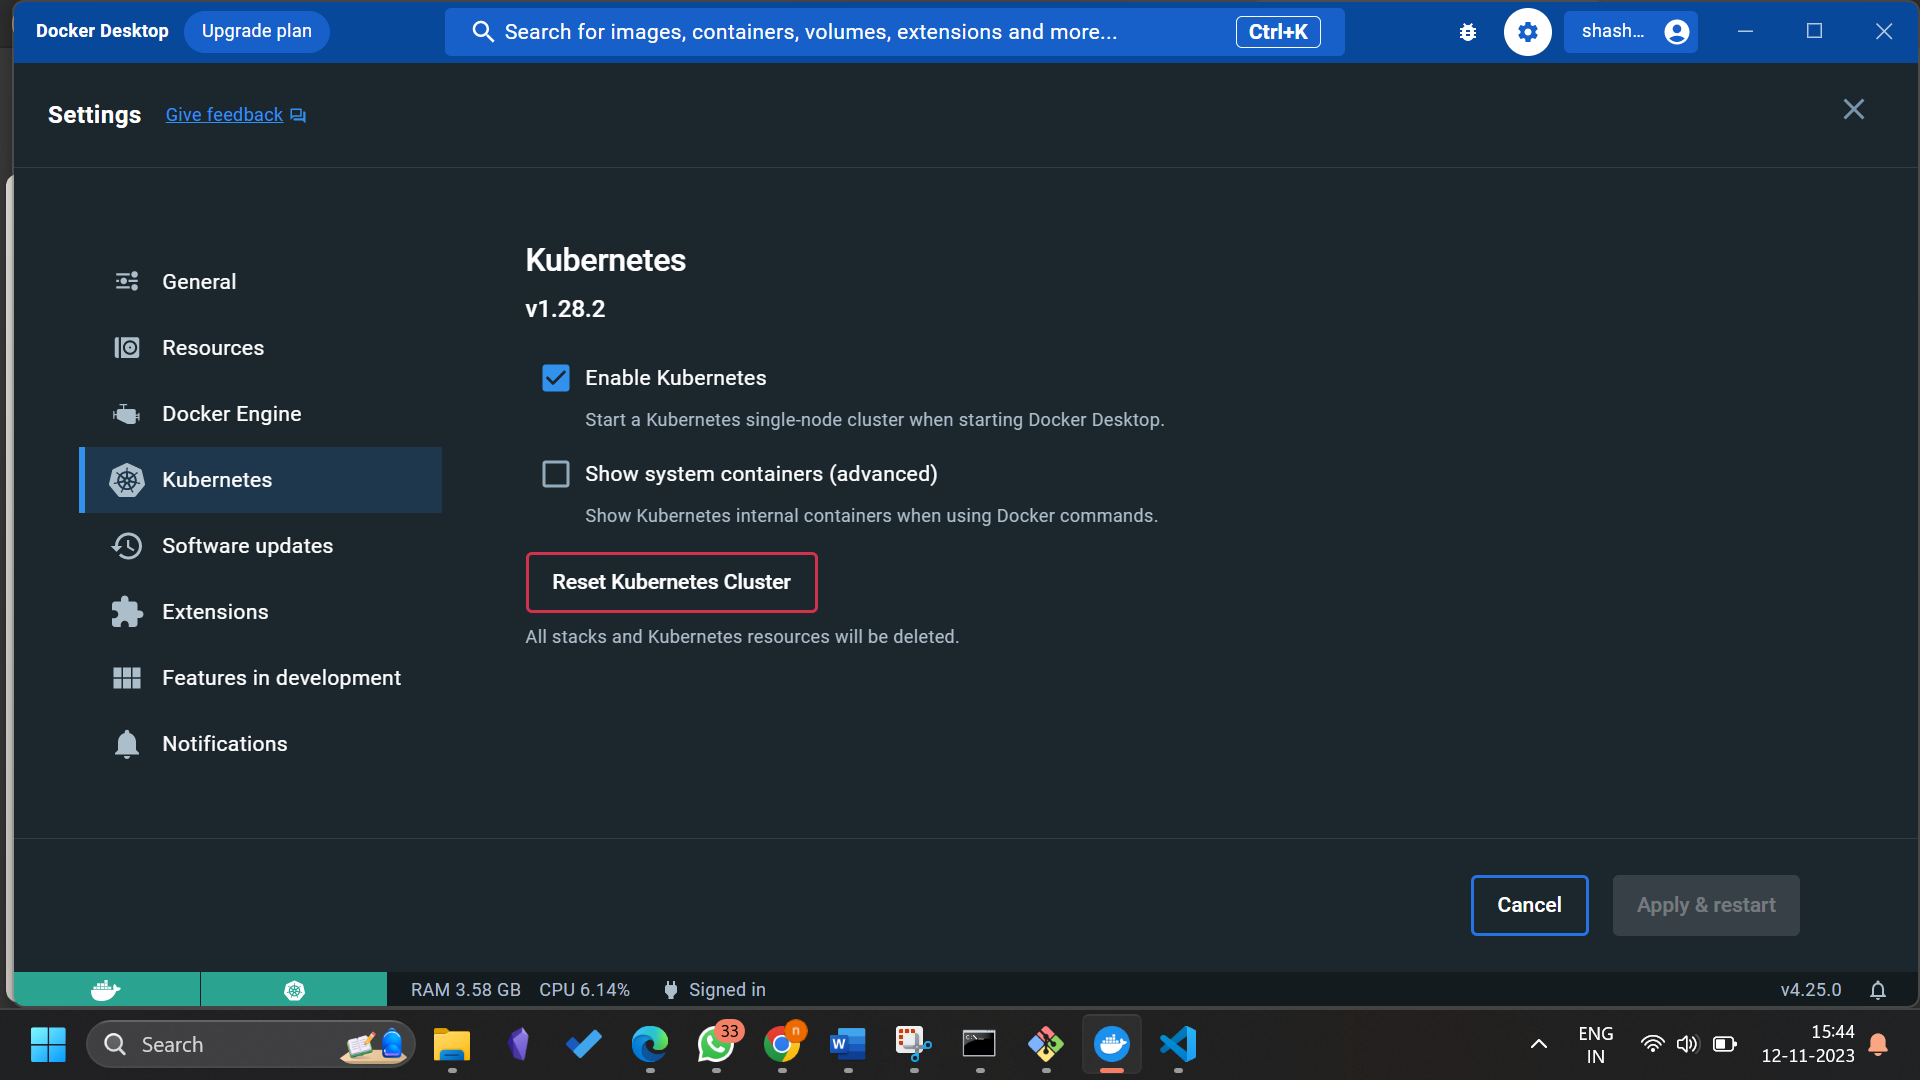 Docker Desktop
Upgrade plan
Search for images, containers, volumes, extensions and more...
Ctrl+K
shash...
Settings
Give feedback
General
Resources
Docker Engine
Kubernetes
Software updates
Extensions
Features in development
Notifications
Kubernetes
v1.28.2
Enable Kubernetes
Start a Kubernetes single-node cluster when starting Docker Desktop.
Show system containers (advanced)
Show Kubernetes internal containers when using Docker commands.
Reset Kubernetes Cluster
All stacks and Kubernetes resources will be deleted.
Cancel
Apply & restart
RAM 3.58 GB CPU 6.14% Signed in
v4.25.0
Search
33
n
W
ENG
IN
15:44
12-11-2023